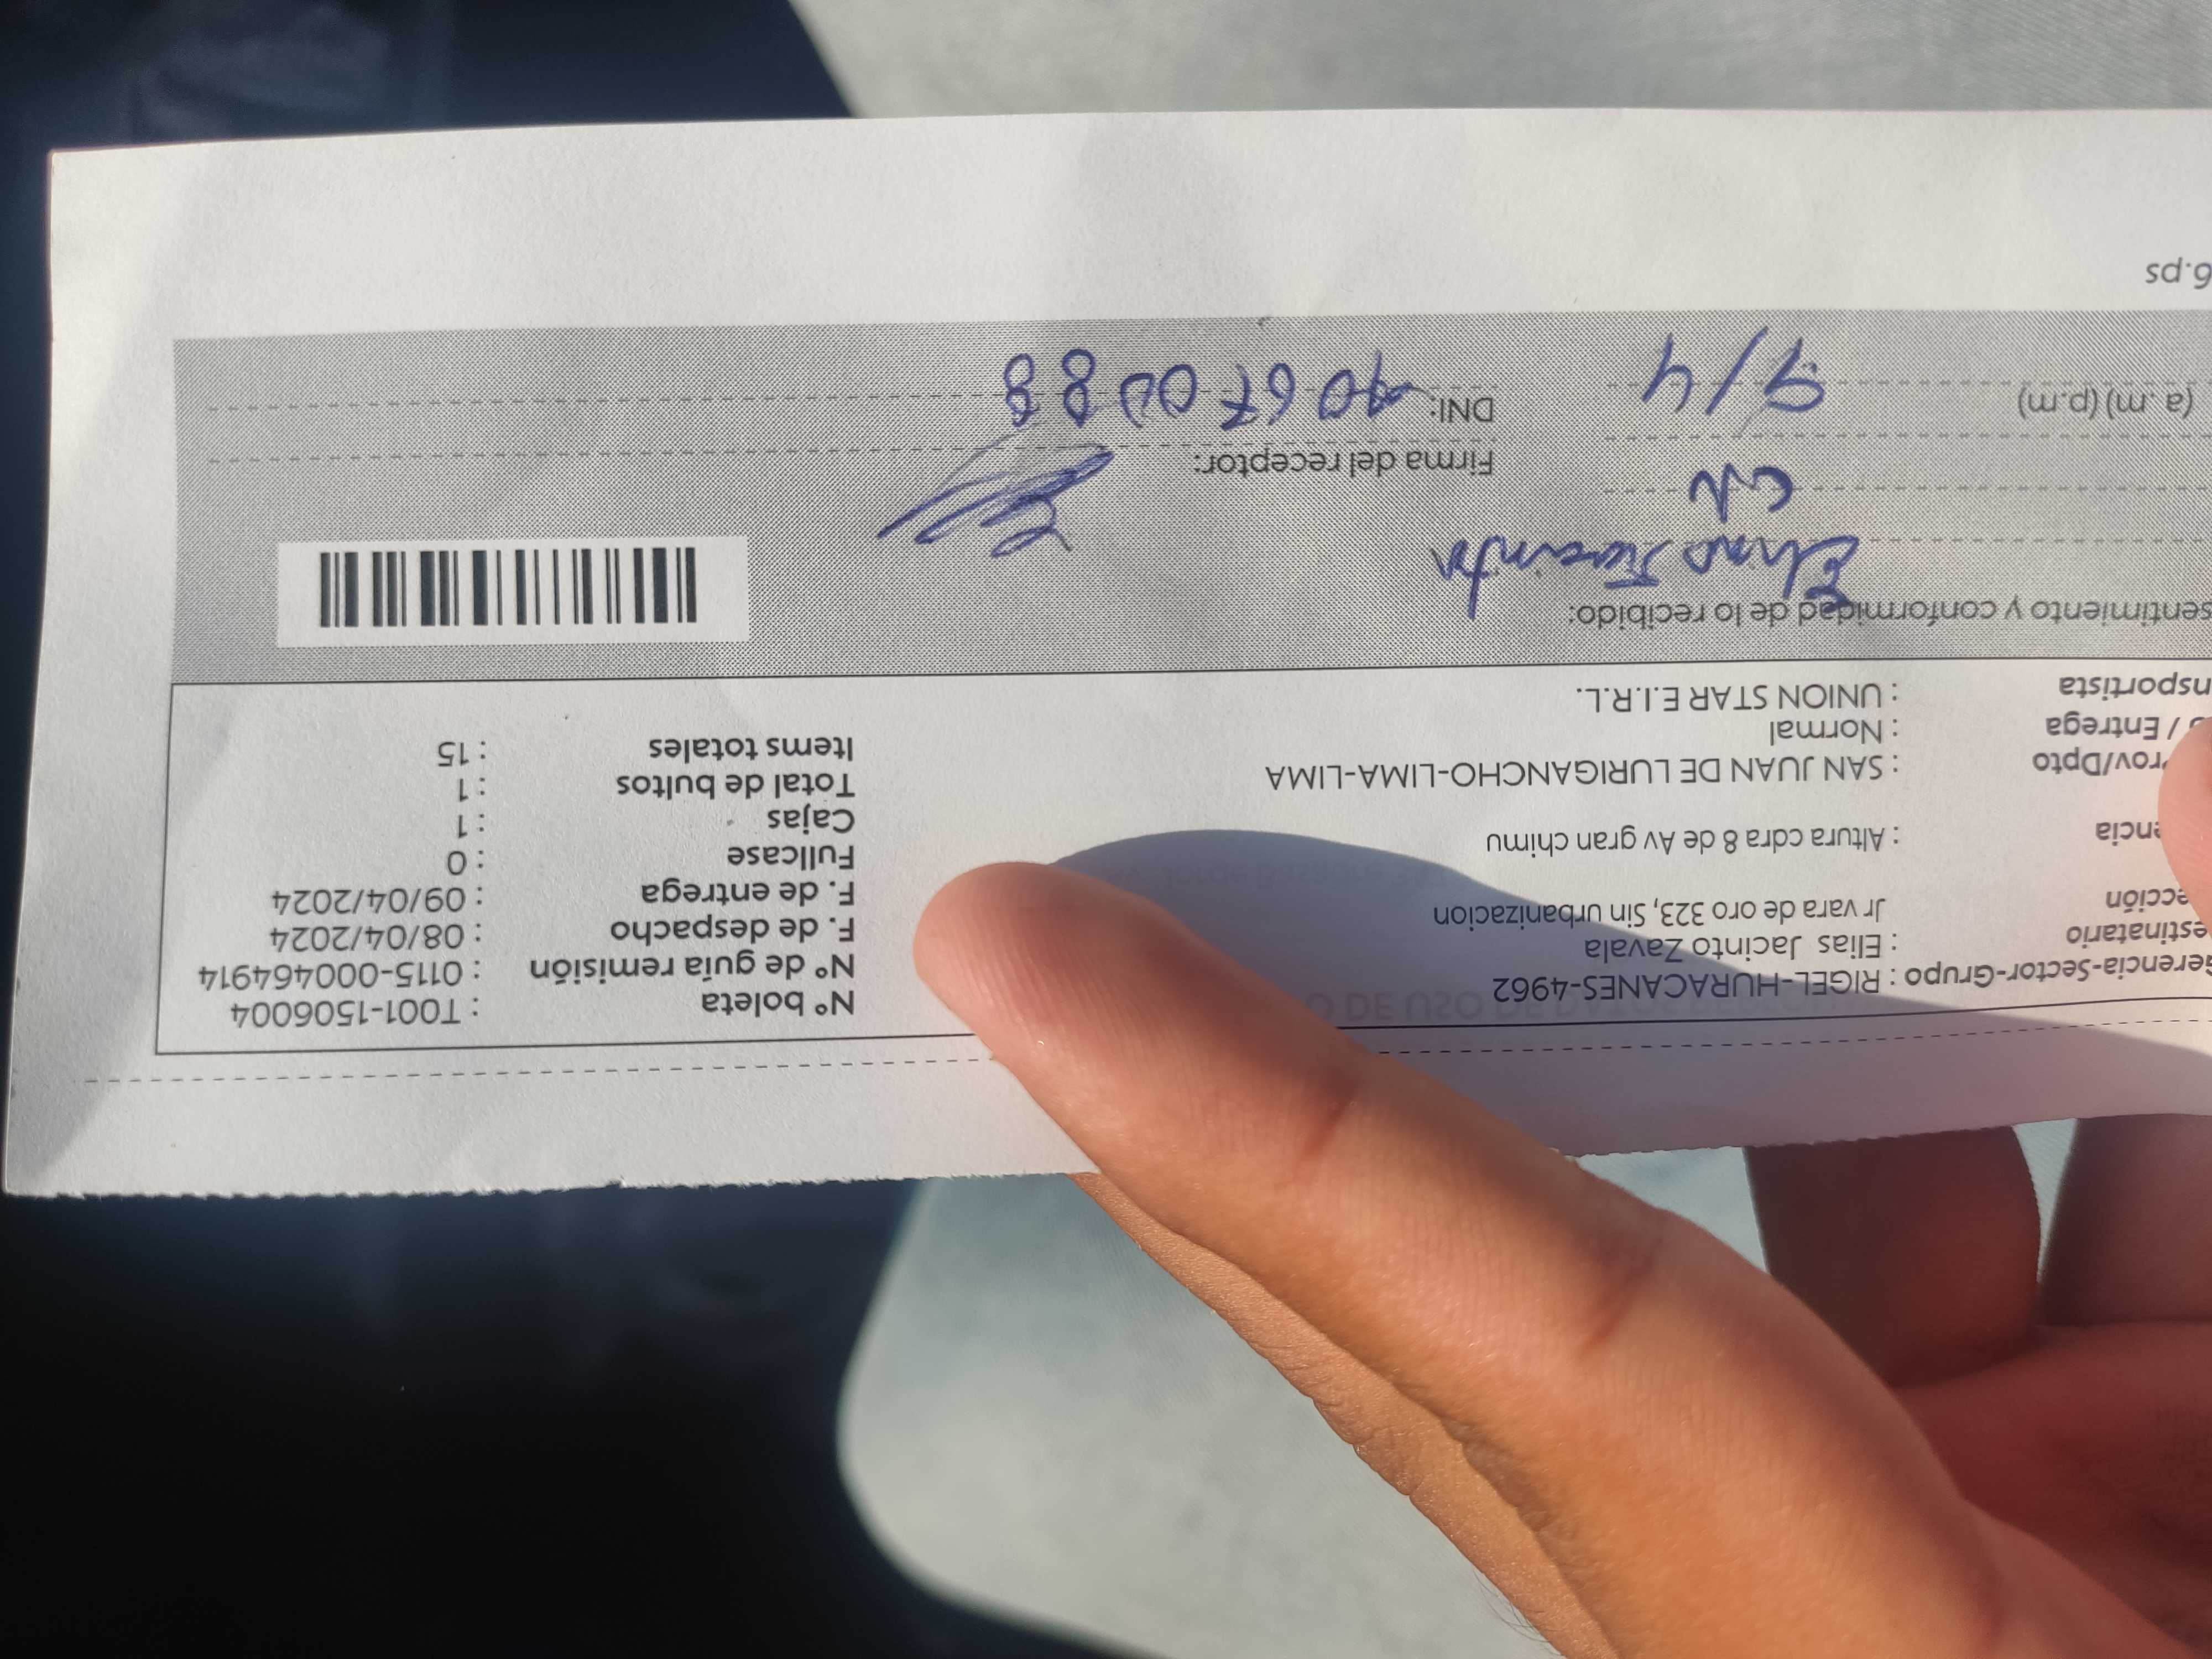 Nº boleta : T001-1506004
Gerencia-Sector-Grupo : RIGEL-HURACANES-4962
Nº de guía remisión : 0115-000464914
estinatario : Elias Jacinto Zavala
F. de despacho : 08/04/2024
ección Jr vara de oro 323, Sin urbanizacion
F. de entrega : 09/04/2024
Fullcase : 0
encia : Altura cdra 8 de Av gran chimu
Cajas : 1
Total de bultos : 1
rov/Dpto : SAN JUAN DE LURIGANCHO-LIMA-LIMA
Items totales : 15
/ Entrega : Normal
nsportista : UNION STAR E.I.R.L.
sentimiento y conformidad de lo recibido:
Firma del receptor:
(a .m) (p.m) 9/4 DNI:
6.ps